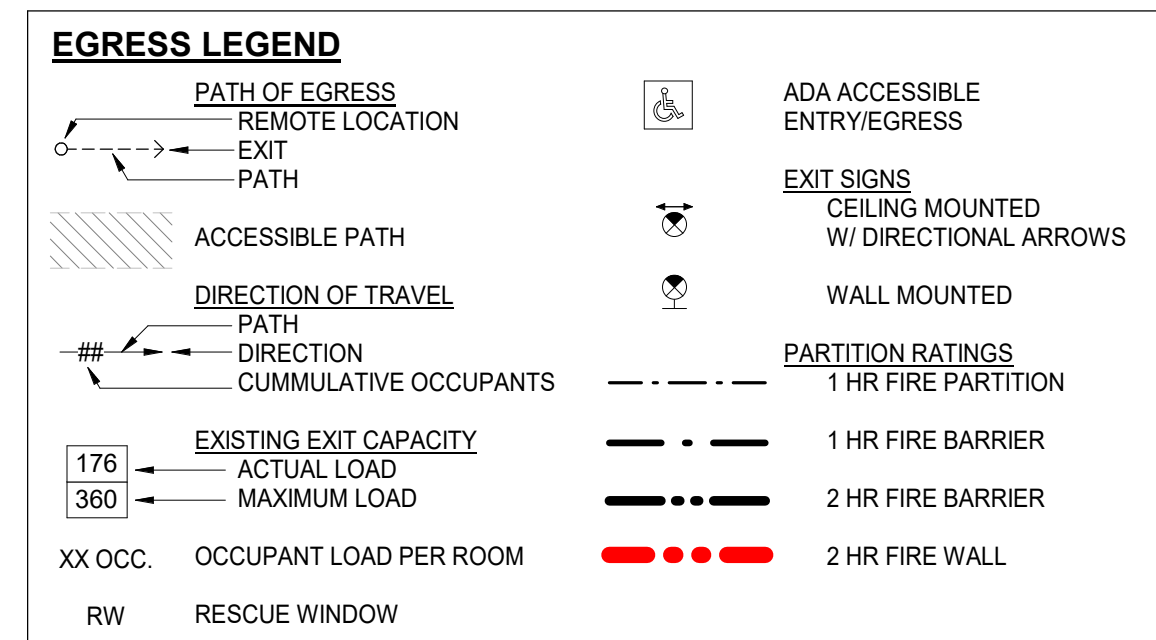 EGRESS LEGEND
PATH OF EGRESS
REMOTE LOCATION
EXIT
PATH
ACCESSIBLE PATH
DIRECTION OF TRAVEL
PATH
##
DIRECTION
CUMMULATIVE OCCUPANTS
EXISTING EXIT CAPACITY
176
ACTUAL LOAD
360
MAXIMUM LOAD
XX OCC.
OCCUPANT LOAD PER ROOM
RW
RESCUE WINDOW
ADA ACCESSIBLE
ENTRY/EGRESS
EXIT SIGNS
CEILING MOUNTED
W/ DIRECTIONAL ARROWS
WALL MOUNTED
PARTITION RATINGS
1 HR FIRE PARTITION
1 HR FIRE BARRIER
2 HR FIRE BARRIER
2 HR FIRE WALL